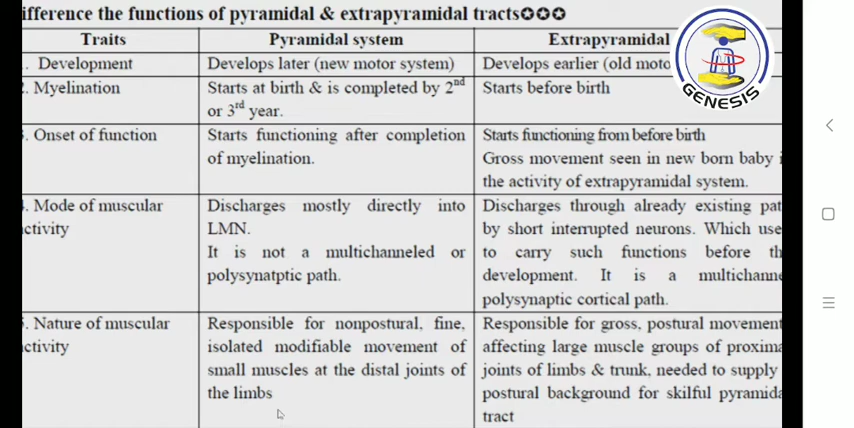 ifference the functions of pyramidal & extrapyramidal tracts✪✪✪
Traits Pyramidal system Extrapyramidal
. Development Develops later (new motor system) Develops earlier (old moto
. Myelination Starts at birth & is completed by 2nd Starts before birth
or 3rd year.
. Onset of function Starts functioning after completion Starts functioning from before birth
of myelination. Gross movement seen in new born baby i
the activity of extrapyramidal system.
. Mode of muscular Discharges mostly directly into Discharges through already existing pat
ctivity LMN. by short interrupted neurons. Which use
It is not a multichanneled or to carry such functions before th
polysynatptic path. development. It is a multichanne
polysynaptic cortical path.
. Nature of muscular Responsible for nonpostural, fine, Responsible for gross, postural movement
ctivity isolated modifiable movement of affecting large muscle groups of proxima
small muscles at the distal joints of joints of limbs & trunk, needed to supply
the limbs postural background for skilful pyramida
tract
GENESIS